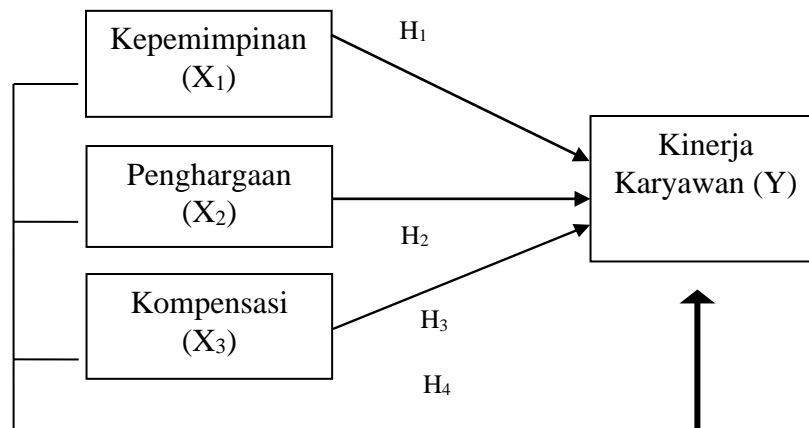 Kepemimpinan
(X₁)
H₁
Penghargaan
(X₂)
H₂
Kinerja
Karyawan (Y)
Kompensasi
(X₃)
H₃
H₄